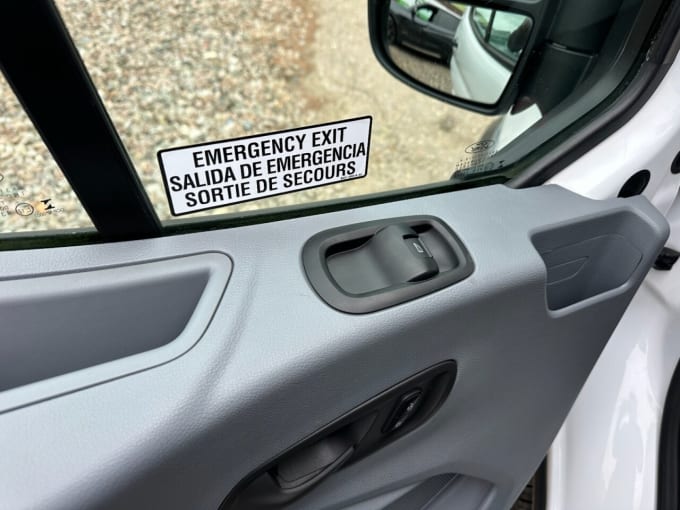 EMERGENCY EXIT
SALIDA DE EMERGENCIA
SORTIE DE SECOURS